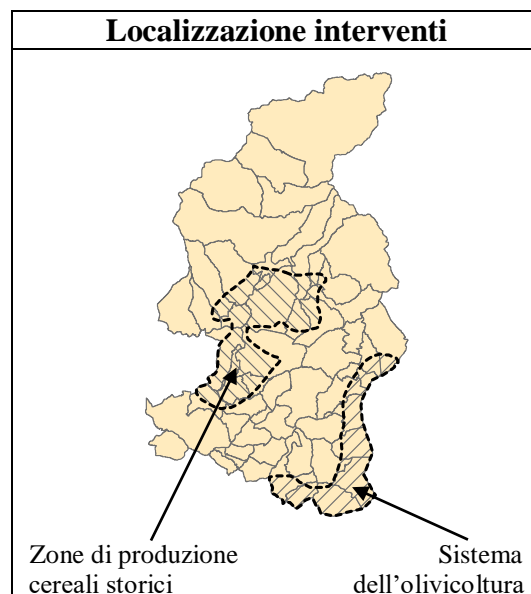 Localizzazione interventi
Zone di produzione
cereali storici
Sistema
dell’olivicoltura